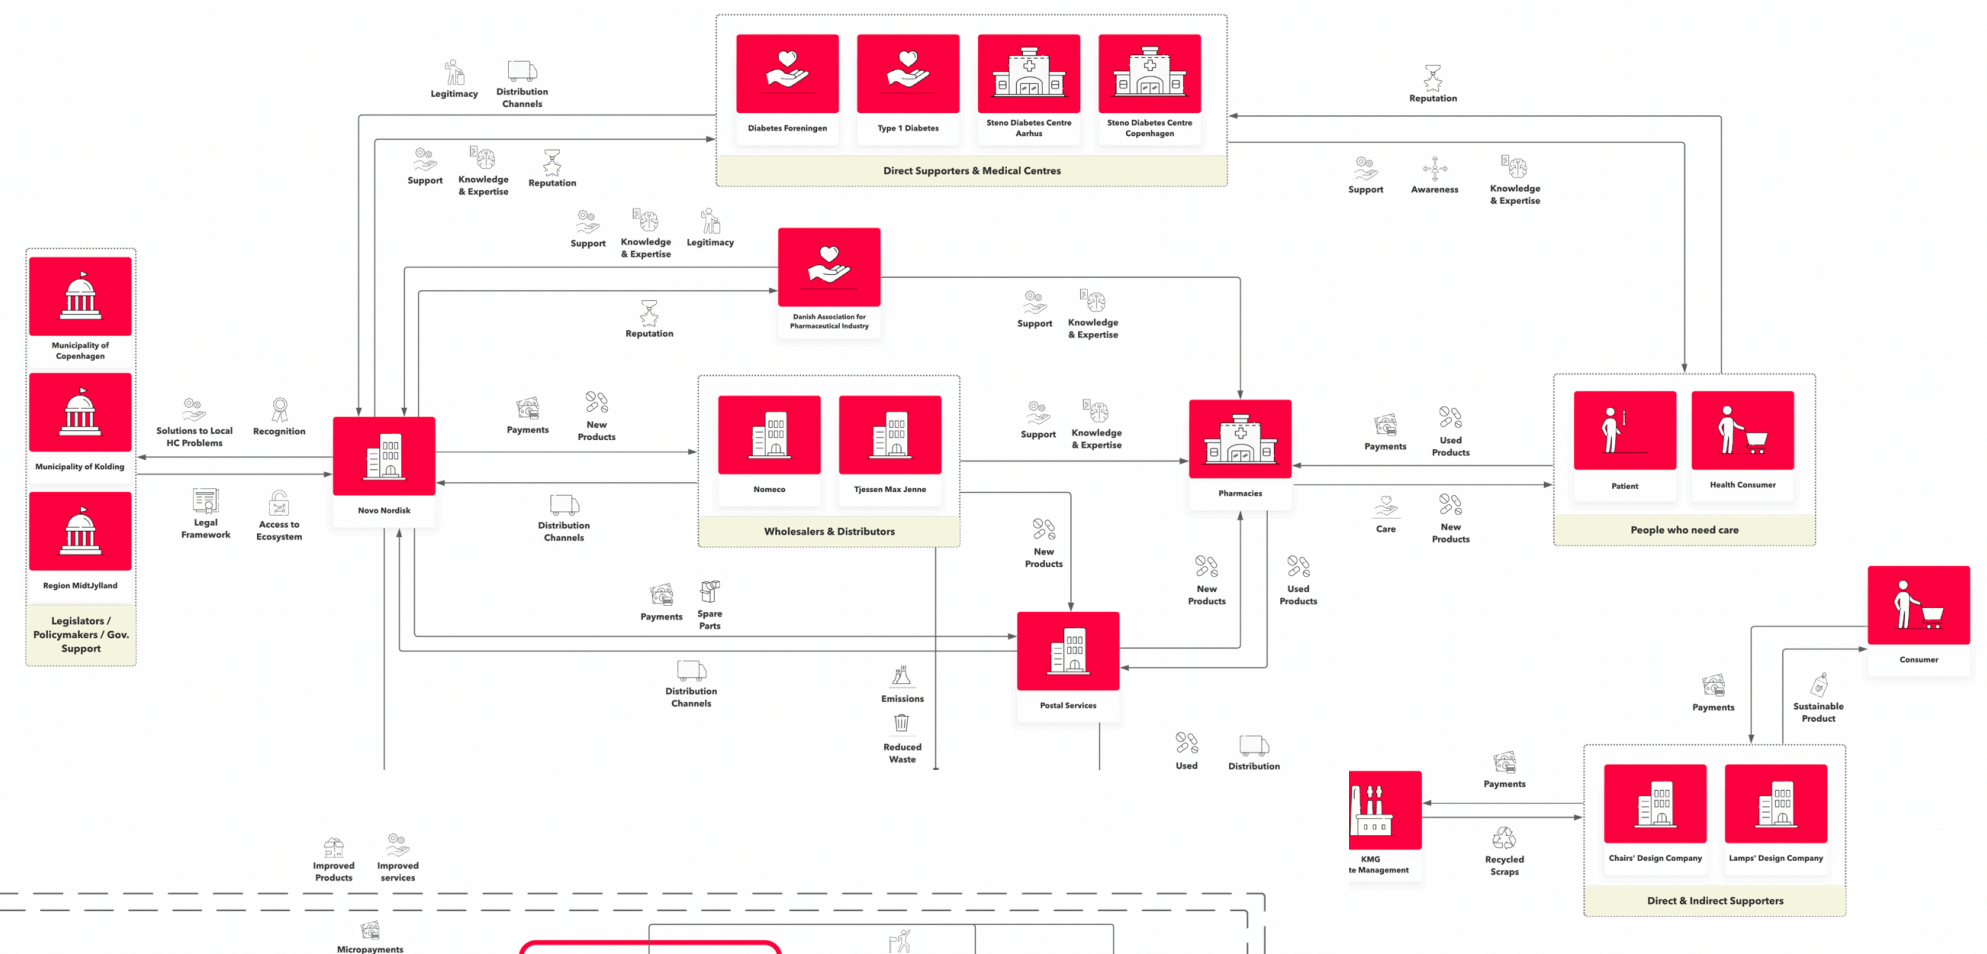 Legitimacy
Distribution
Channels
Diabetes Foreningen
Type 1 Diabetes
Steno Diabetes Centre
Aarhus
Steno Diabetes Centre
Copenhagen
Direct Supporters & Medical Centres
Reputation
Support
Knowledge
& Expertise
Reputation
Support
Awareness
Knowledge
& Expertise
Support
Knowledge
& Expertise
Legitimacy
Danish Association for
Pharmaceutical Industry
Reputation
Support
Knowledge
& Expertise
Municipality of
Copenhagen
Municipality of Kolding
Region MidtJylland
Legislators /
Policymakers / Gov.
Support
Solutions to Local
HC Problems
Recognition
Legal
Framework
Access to
Ecosystem
Novo Nordisk
Payments
New
Products
Distribution
Channels
Nomeco
Tjessen Max Jenne
Wholesalers & Distributors
Support
Knowledge
& Expertise
Pharmacies
Payments
Used
Products
Care
New
Products
Patient
Health Consumer
People who need care
New
Products
New
Products
Used
Products
Payments
Spare
Parts
Distribution
Channels
Postal Services
Emissions
Reduced
Waste
Used
Distribution
Consumer
Payments
Sustainable
Product
Payments
Recycled
Scraps
KMG
te Management
Chairs' Design Company
Lamps' Design Company
Direct & Indirect Supporters
Improved
Products
Improved
services
Micropayments